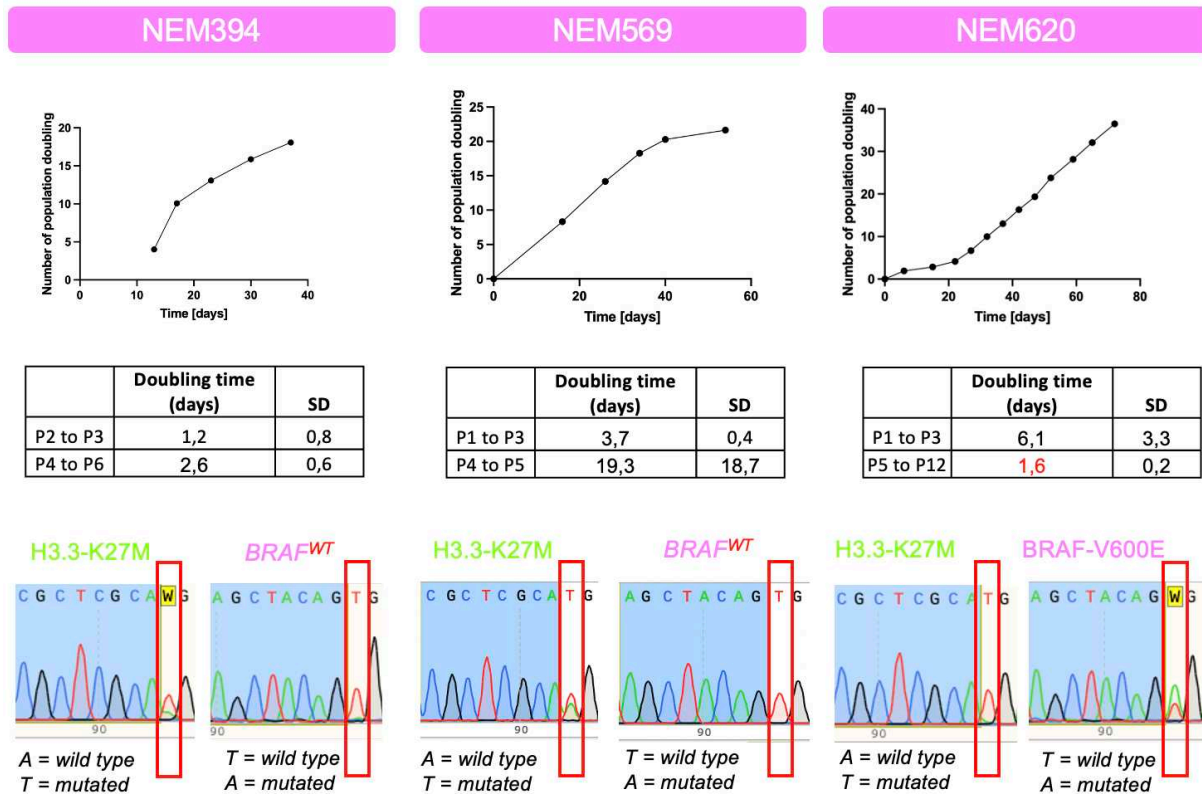 NEM394
NEM569
NEM620
Number of population doubling
20
15
10
5
0
0 10 20 30 40
Time [days]
Number of population doubling
25
20
15
10
5
0
0 20 40 60
Time [days]
Number of population doubling
40
30
20
10
0
0 20 40 60 80
Time [days]
Doubling time (days) SD
P2 to P3 1,2 0,8
P4 to P6 2,6 0,6
Doubling time (days) SD
P1 to P3 3,7 0,4
P4 to P5 19,3 18,7
Doubling time (days) SD
P1 to P3 6,1 3,3
P5 to P12 1,6 0,2
H3.3-K27M
C G C T C G C A W G
90
A = wild type
T = mutated
BRAFWT
A G C T A C A G T G
90
T = wild type
A = mutated
H3.3-K27M
C G C T C G C A T G
90
A = wild type
T = mutated
BRAFWT
A G C T A C A G T G
90
T = wild type
A = mutated
H3.3-K27M
C G C T C G C A T G
90
A = wild type
T = mutated
BRAF-V600E
A G C T A C A G W G
90
T = wild type
A = mutated